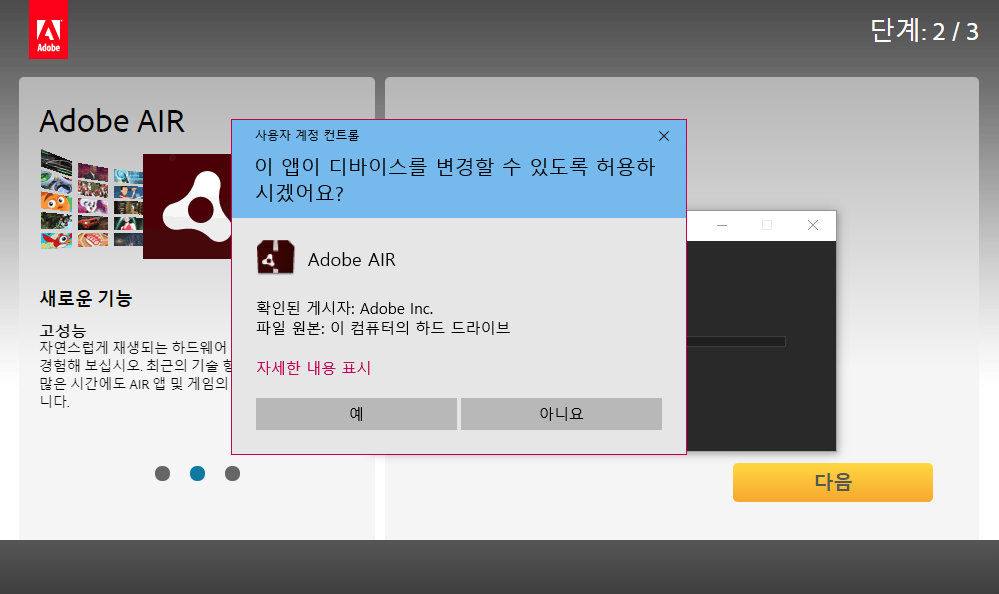 Adobe
단계: 2 / 3
Adobe AIR
새로운 기능
고성능
자연스럽게 재생되는 하드웨어
경험해 보십시오. 최근의 기술
많은 시간에도 AIR 앱 및 게임의
니다.
사용자 계정 컨트롤
이 앱이 디바이스를 변경할 수 있도록 허용하
시겠어요?
Adobe AIR
확인된 게시자: Adobe Inc.
파일 원본: 이 컴퓨터의 하드 드라이브
자세한 내용 표시
예
아니요
다음